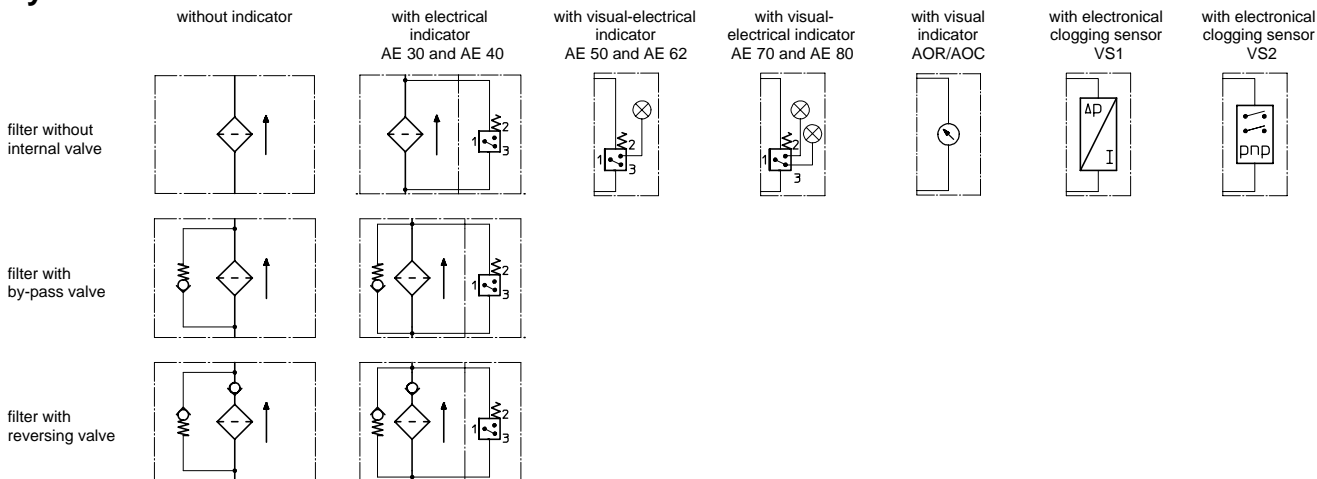 without indicator
with electrical
indicator
AE 30 and AE 40
with visual-electrical
indicator
AE 50 and AE 62
with visual-
electrical indicator
AE 70 and AE 80
with visual
indicator
AOR/AOC
with electronical
clogging sensor
VS1
with electronical
clogging sensor
VS2
filter without
internal valve
1 2 3
1 2 3
1 2 3
Δp
I
pnp
filter with
by-pass valve
1 2 3
filter with
reversing valve
1 2 3